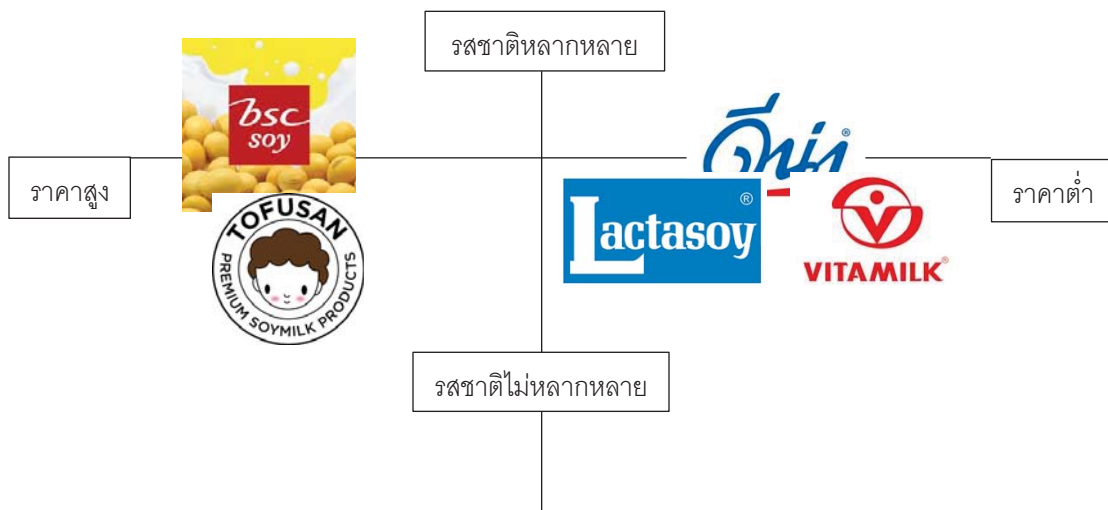 รสชาติหลากหลาย
bsc
soy
จีน่า®
ราคาสูง
ราคาต่ำ
TOFUSAN
PREMIUM SOYMILK PRODUCTS
Lactasoy®
VITAMILK®
รสชาติไม่หลากหลาย